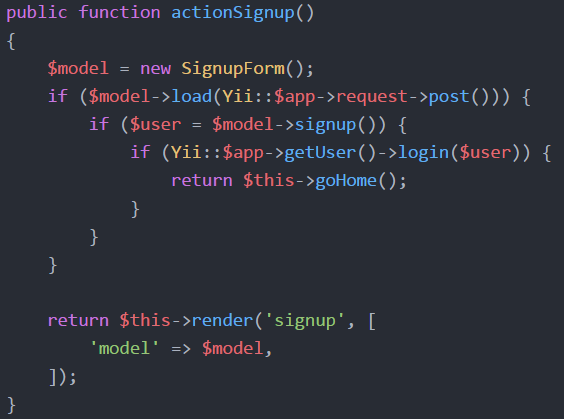 public function actionSignup()
{
    $model = new SignupForm();
    if ($model->load(Yii::$app->request->post())) {
        if ($user = $model->signup()) {
            if (Yii::$app->getUser()->login($user)) {
                return $this->goHome();
            }
        }
    }

    return $this->render('signup', [
        'model' => $model,
    ]);
}